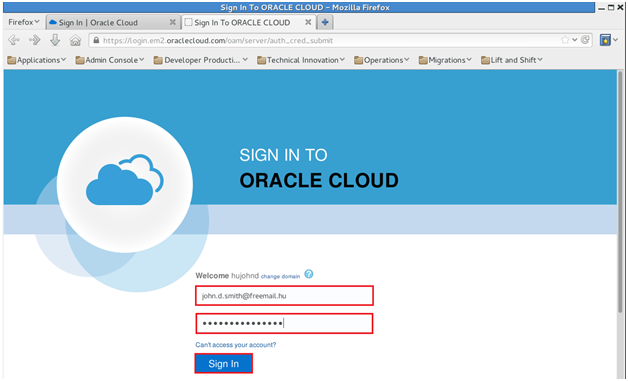 Sign In To ORACLE CLOUD - Mozilla Firefox
Firefox Sign In | Oracle Cloud Sign In To ORACLE CLOUD
https://login.em2.oraclecloud.com/oam/server/auth_cred_submit
Applications Admin Console Developer Producti... Technical Innovation Operations Migrations Lift and Shift
SIGN IN TO
ORACLE CLOUD
Welcome hujohnd change domain ?
john.d.smith@freemail.hu
•••••••••••••••
Can't access your account?
Sign In